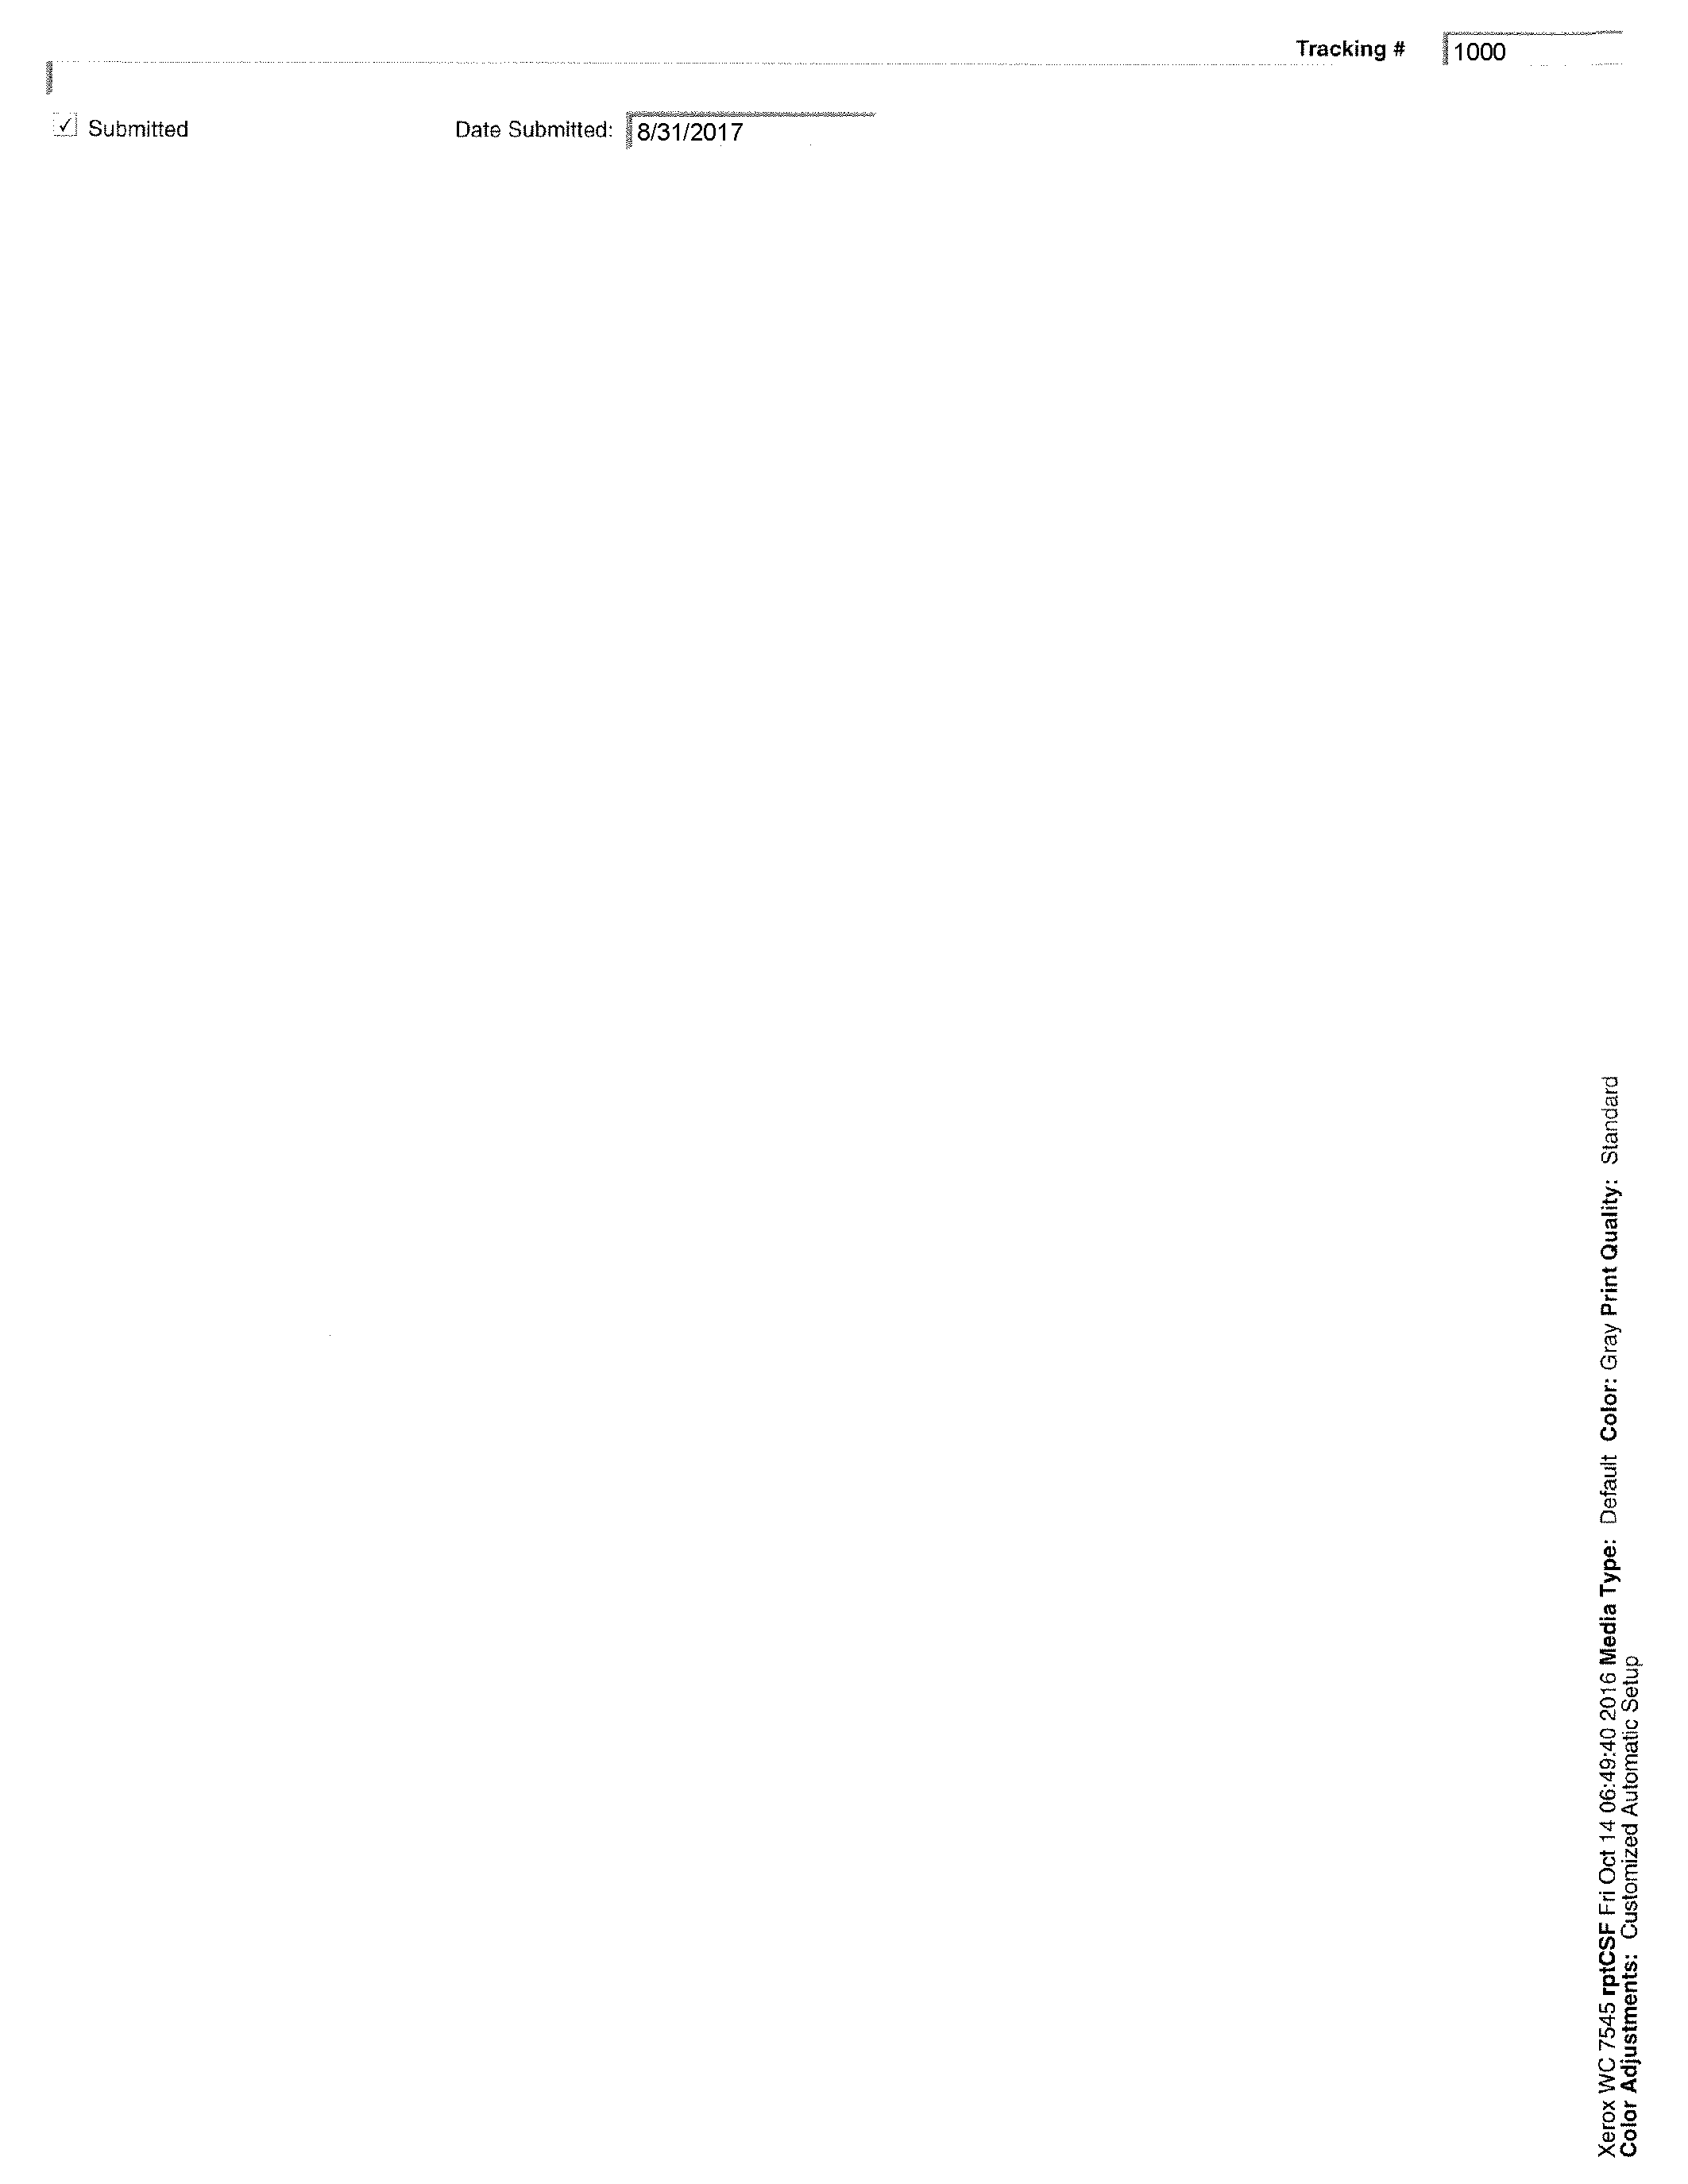 Tracking # 1000
✓ Submitted Date Submitted: 8/31/2017
Xerox WC 7545 rptCSF Fri Oct 14 06:49:40 2016 Media Type: Default Color: Gray Print Quality: Standard
Color Adjustments: Customized Automatic Setup